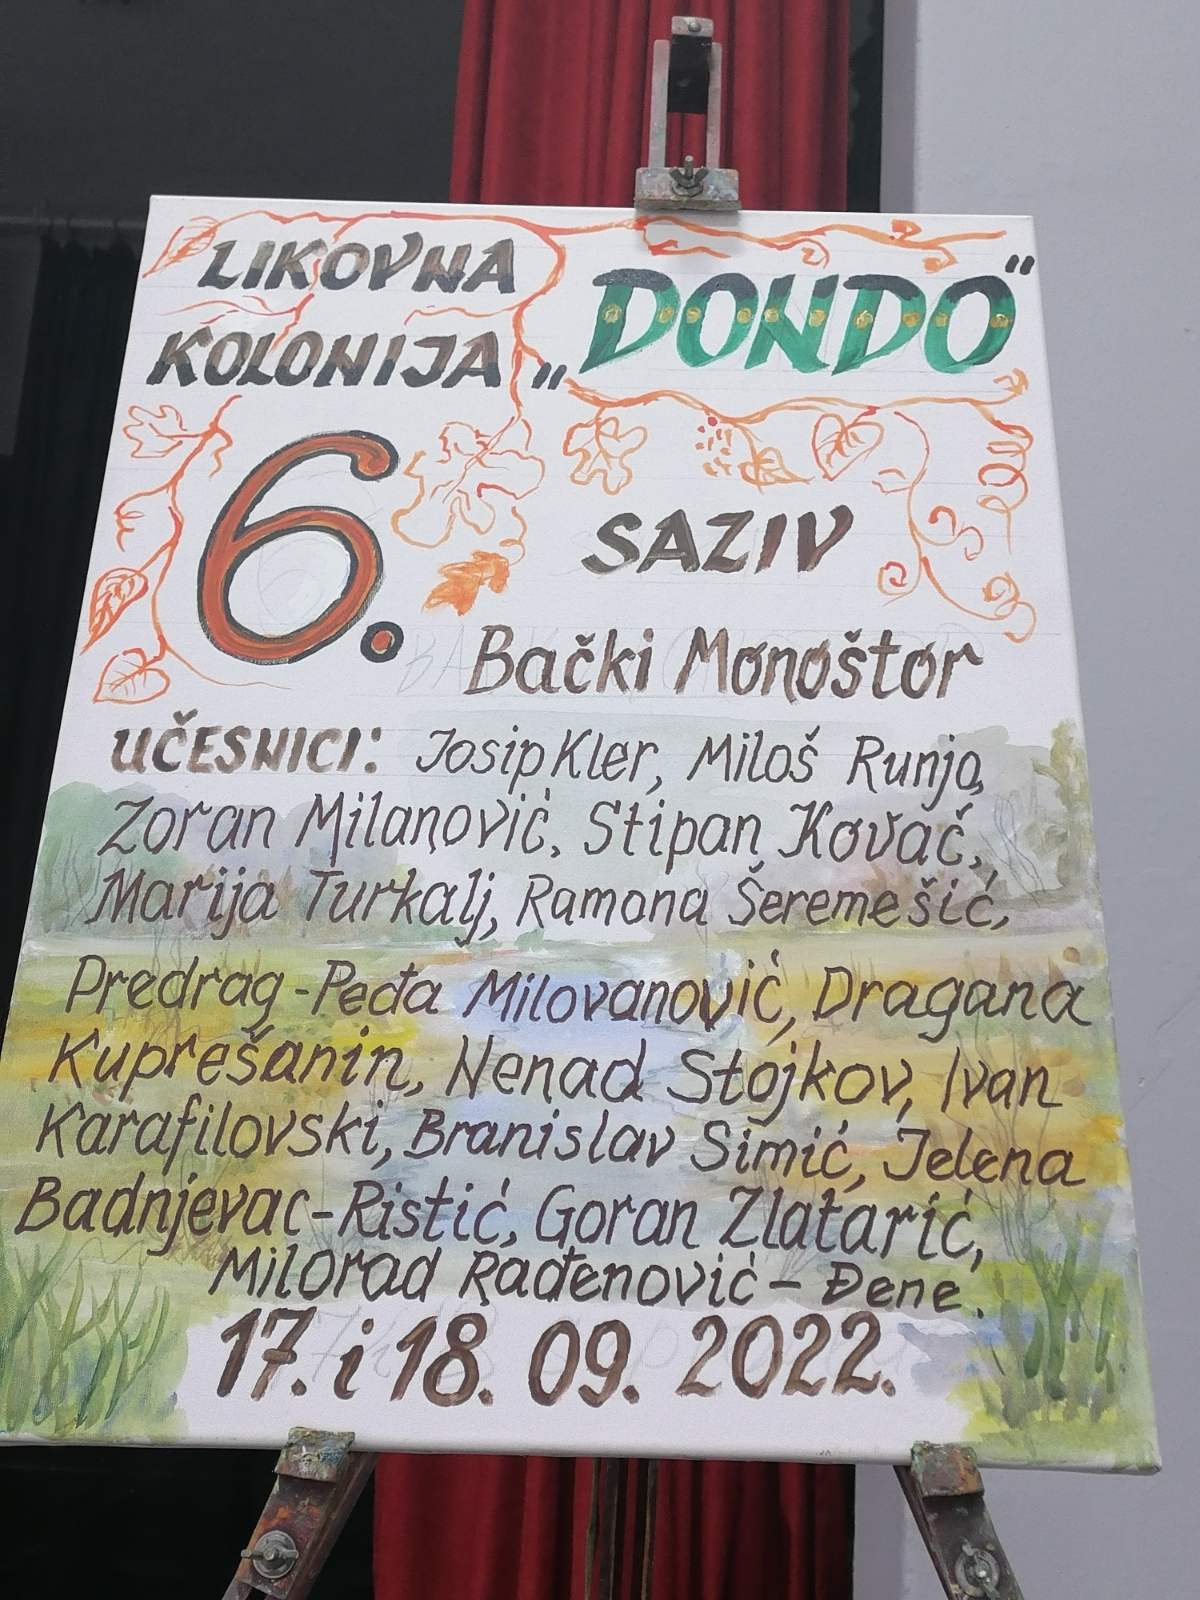 LIKOVNA
KOLONIJA „DONDO"
6. SAZIV
Bački Monoštor
UČESNICI: Josip Kler, Miloš Runjo,
Zoran Milanović, Stipan Kovač,
Marija Turkalj, Ramona Šeremešić,
Predrag-Peđa Milovanović, Dragana
Kuprešanin, Nenad Stojkov, Ivan
Karafilovski, Branislav Simić, Jelena
Badnjevac-Ristić, Goran Zlatarić,
Milorad Rađenović - Đene.
17. i 18. 09. 2022.